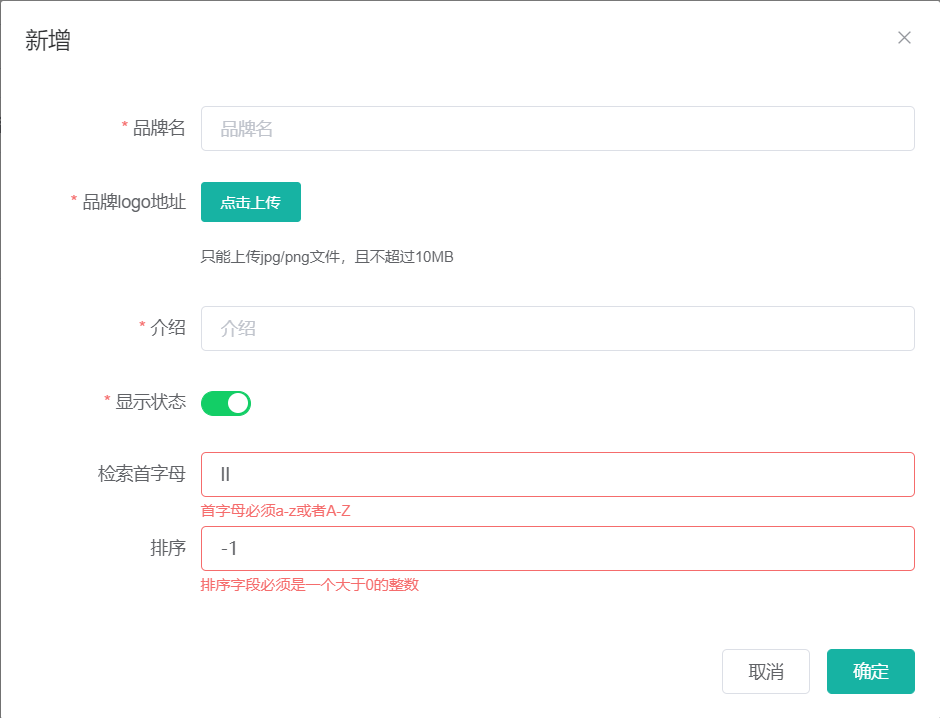 新增
* 品牌名 品牌名
* 品牌logo地址 点击上传
只能上传jpg/png文件，且不超过10MB
* 介绍 介绍
* 显示状态
检索首字母 ll
首字母必须a-z或者A-Z
排序 -1
排序字段必须是一个大于0的整数
取消 确定